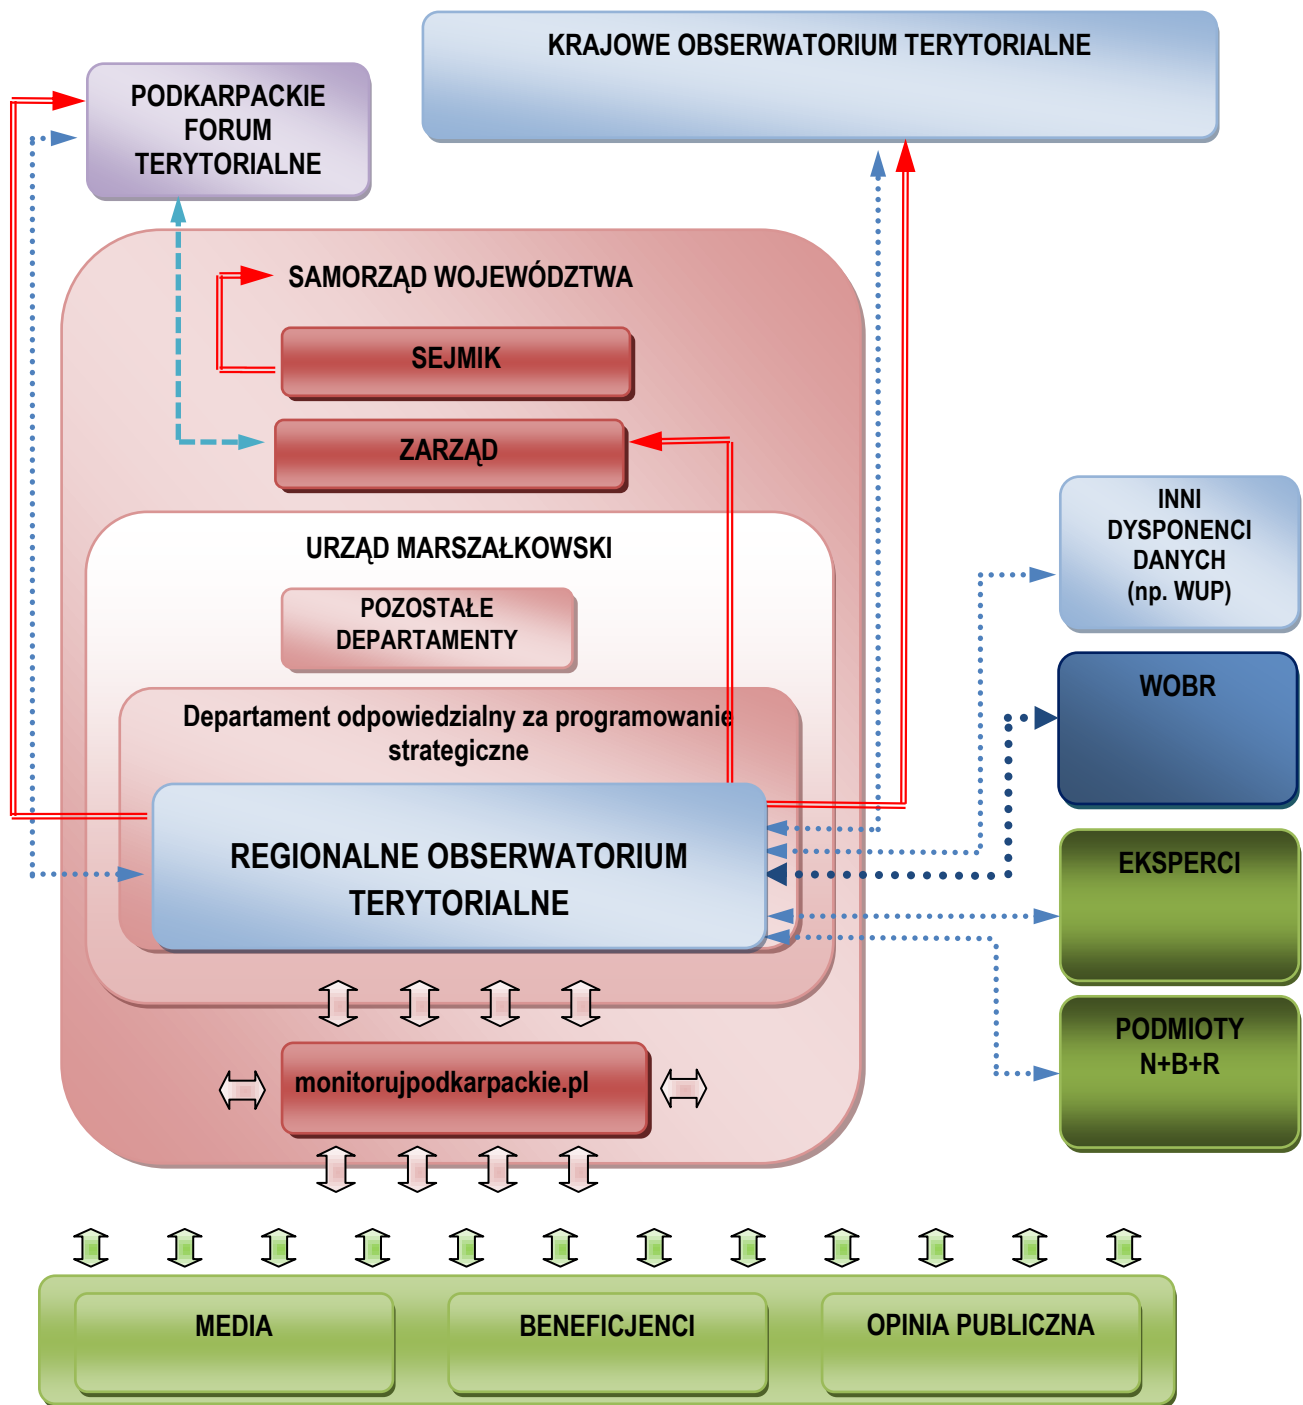 KRAJOWE OBSERWATORIUM TERYTORIALNE
PODKARPACKIE
FORUM
TERYTORIALNE
SAMORZĄD WOJEWÓDZTWA
SEJMIK
ZARZĄD
URZĄD MARSZAŁKOWSKI
POZOSTAŁE
DEPARTAMENTY
Departament odpowiedzialny za programowanie
strategiczne
REGIONALNE OBSERWATORIUM
TERYTORIALNE
INNI
DYSPONENCI
DANYCH
(np. WUP)
WOBR
EKSPERCI
PODMIOTY
N+B+R
monitorujpodkarpackie.pl
MEDIA
BENEFICJENCI
OPINIA PUBLICZNA